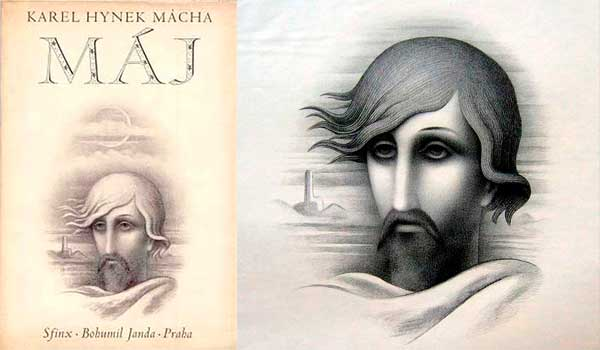 KAREL HYNEK MÁCHA
MÁJ
Sfinx · Bohumil Janda · Praha